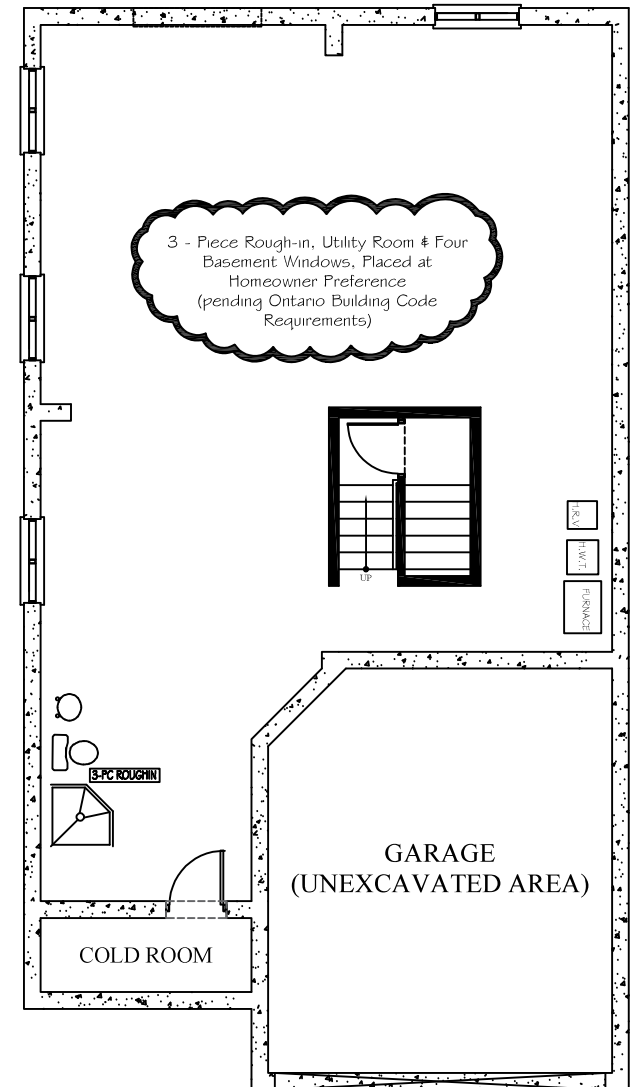 3 - Piece Rough-in, Utility Room & Four
Basement Windows, Placed at
Homeowner Preference
(pending Ontario Building Code
Requirements)
UP
H.R.V.
H.W.T.
FURNACE
3-PC ROUGHIN
GARAGE
(UNEXCAVATED AREA)
COLD ROOM